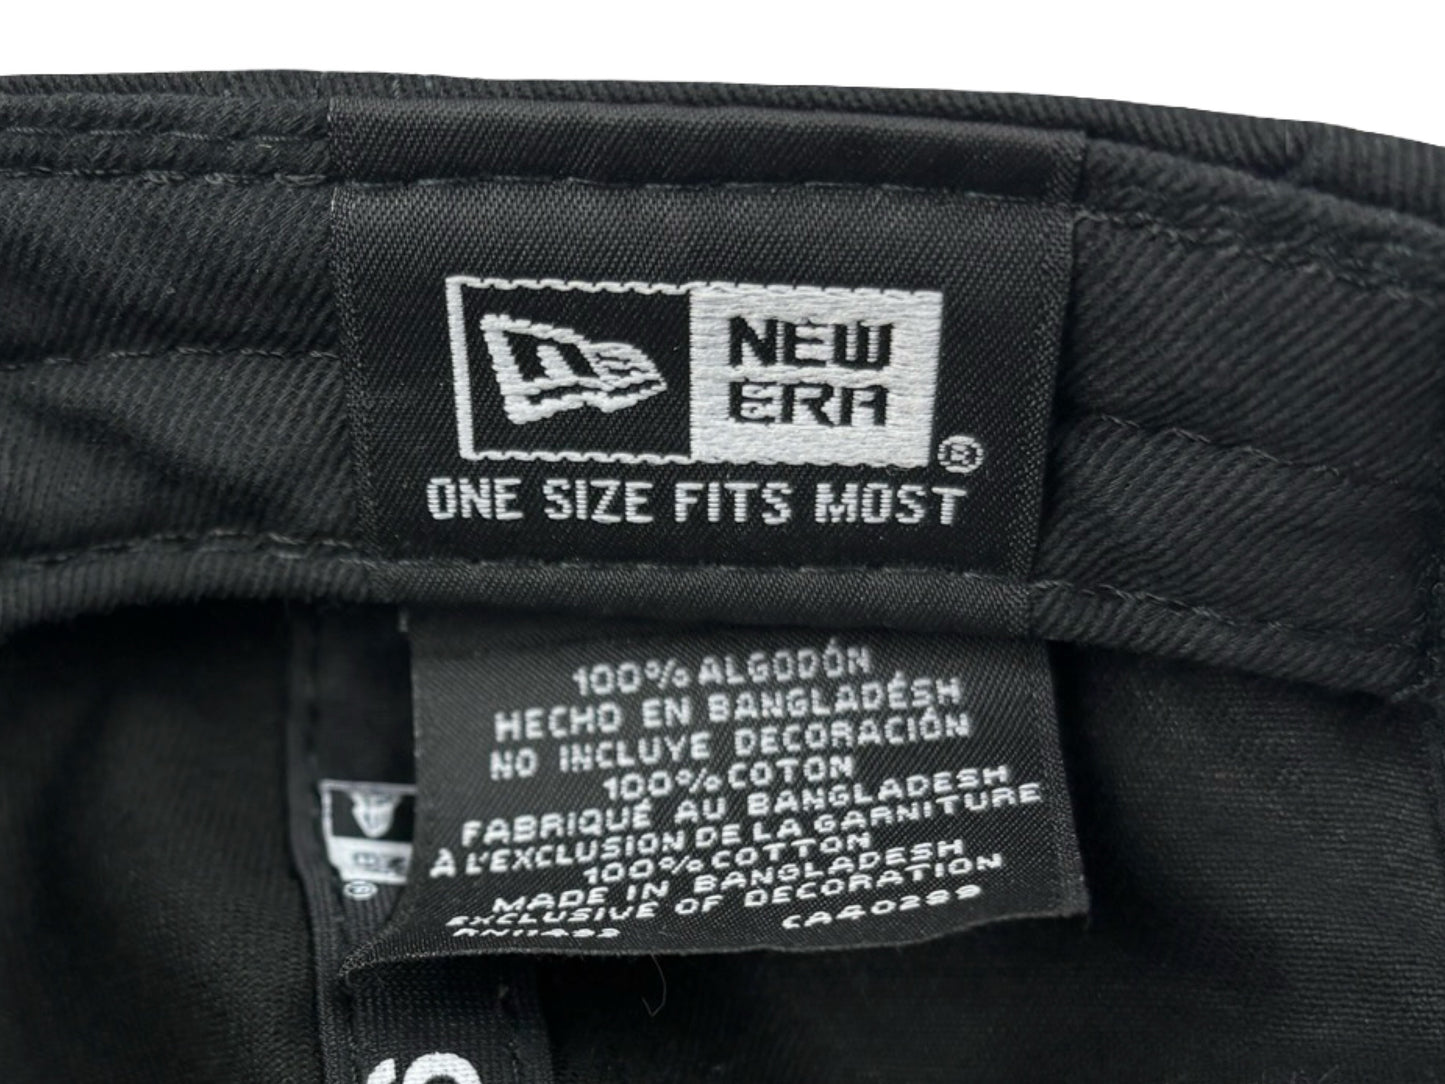 NEW
ERA
®
ONE SIZE FITS MOST
100% ALGODÓN
HECHO EN BANGLADÉSH
NO INCLUYE DECORACIÓN
100% COTON
FABRIQUÉ AU BANGLADESH
À L'EXCLUSION DE LA GARNITURE
100% COTTON
MADE IN BANGLADESH
EXCLUSIVE OF DECORATION
RN11493 CA40289